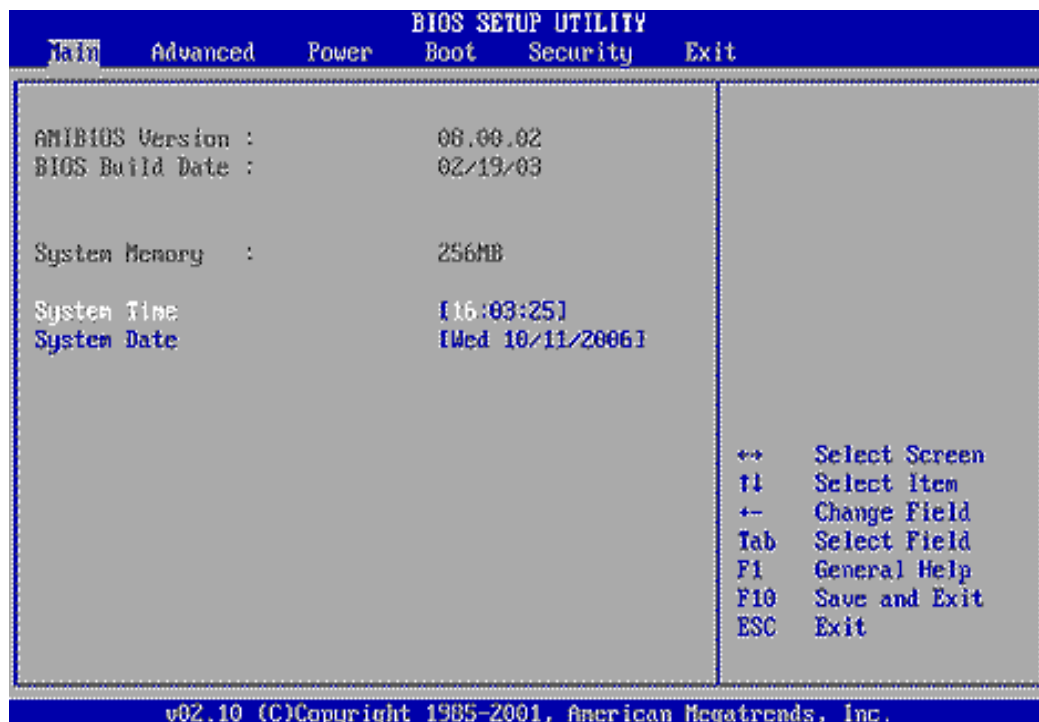 BIOS SETUP UTILITY
Main Advanced Power Boot Security Exit
AMIBIOS Version : 08.00.02
BIOS Build Date : 02/19/03
System Memory : 256MB
System Time [16:03:25]
System Date [Wed 10/11/2006]
←→ Select Screen
↑↓ Select Item
+- Change Field
Tab Select Field
F1 General Help
F10 Save and Exit
ESC Exit
v02.10 (C)Copyright 1985-2001, American Megatrends, Inc.